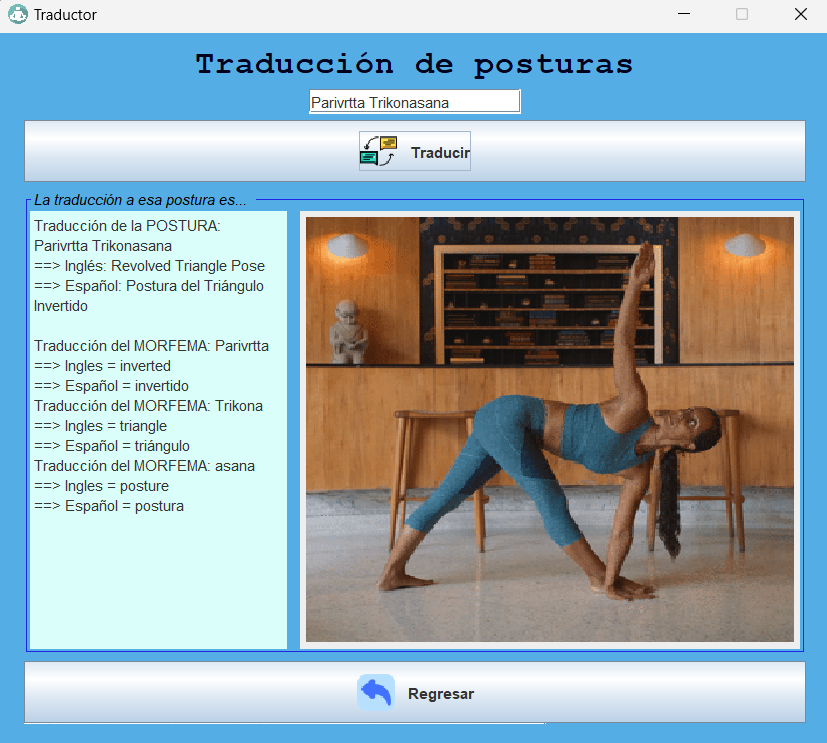 Traductor
Traducción de posturas
Parivrtta Trikonasana
Traducir
La traducción a esa postura es...
Traducción de la POSTURA:
Parivrtta Trikonasana
==> Inglés: Revolved Triangle Pose
==> Español: Postura del Triángulo
Invertido
Traducción del MORFEMA: Parivrtta
==> Ingles = inverted
==> Español = invertido
Traducción del MORFEMA: Trikona
==> Ingles = triangle
==> Español = triángulo
Traducción del MORFEMA: asana
==> Ingles = posture
==> Español = postura
Regresar